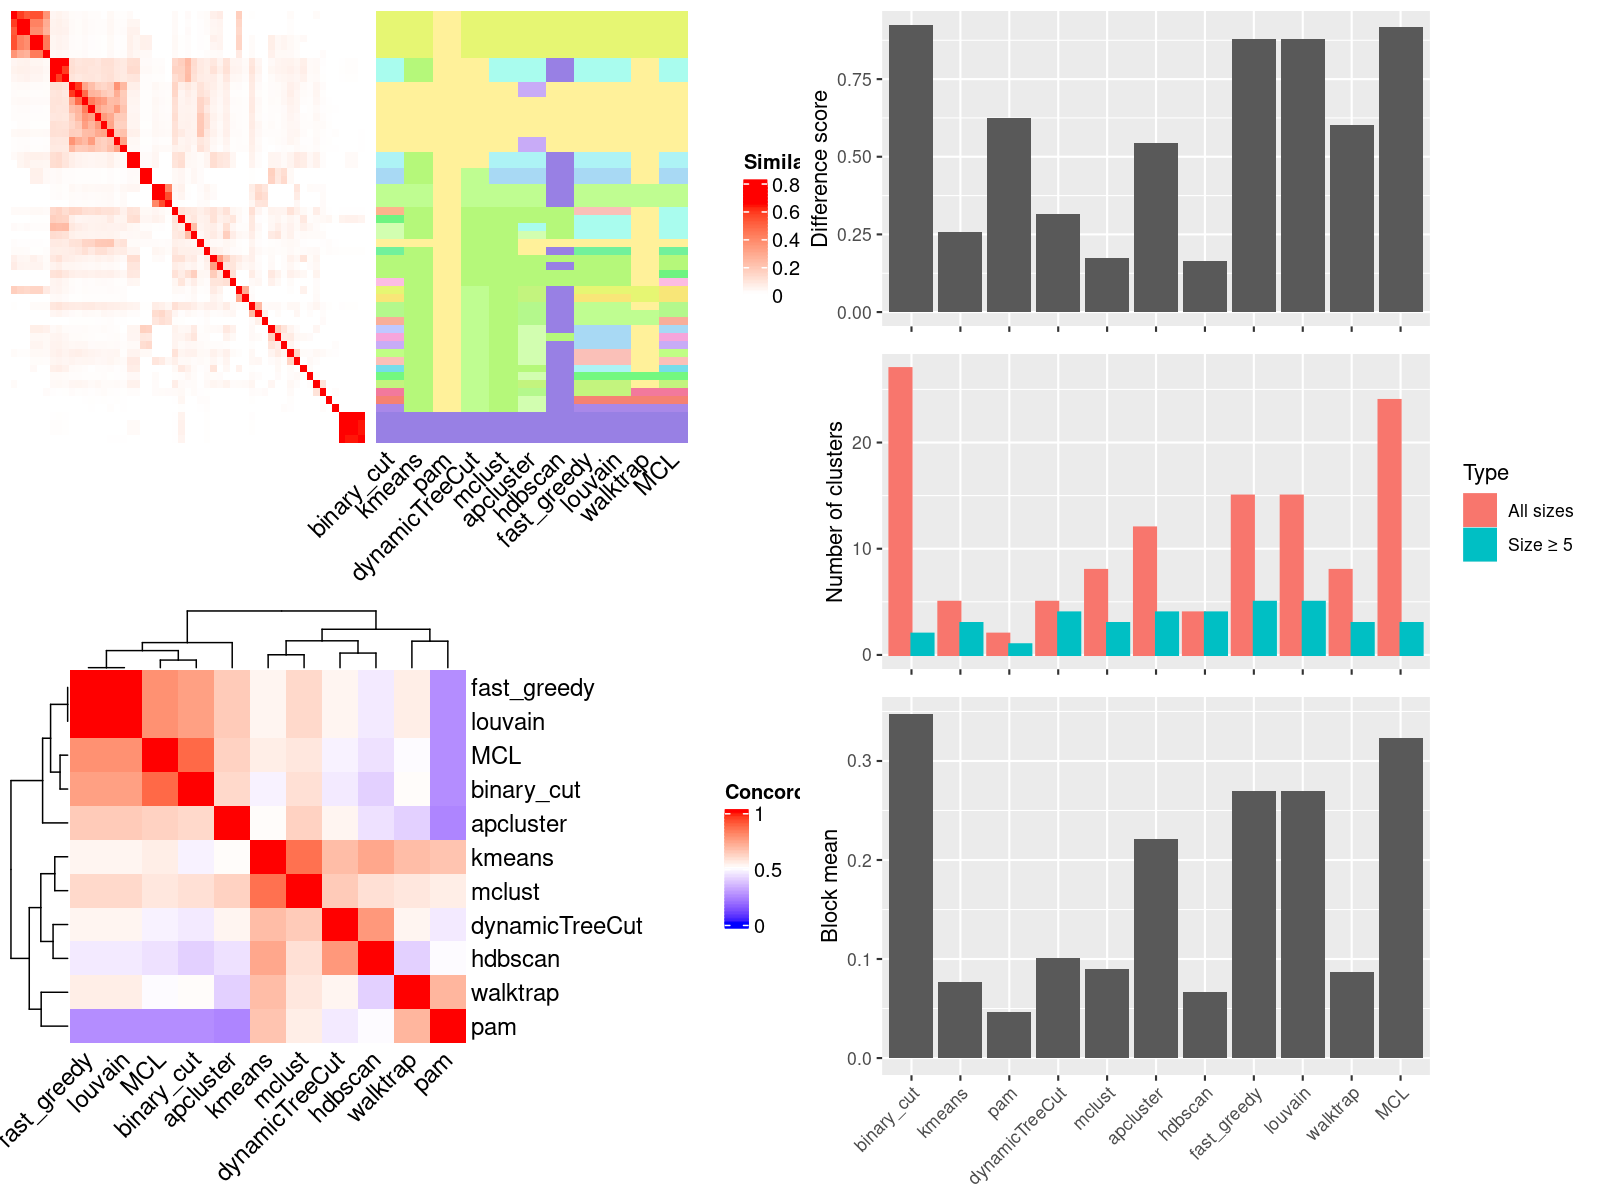 Simila
0.8
0.6
0.4
0.2
0
binary_cut
kmeans
pam
dynamicTreeCut
mclust
apcluster
hdbscan
fast_greedy
louvain
walktrap
MCL
Difference score
0.75
0.50
0.25
0.00
Number of clusters
20
10
0
Type
All sizes
Size ≥ 5
fast_greedy
louvain
MCL
binary_cut
apcluster
kmeans
mclust
dynamicTreeCut
hdbscan
walktrap
pam
fast_greedy
louvain
MCL
binary_cut
apcluster
kmeans
mclust
dynamicTreeCut
hdbscan
walktrap
pam
Concord
1
0.5
0
Block mean
0.3
0.2
0.1
0.0
binary_cut
kmeans
pam
dynamicTreeCut
mclust
apcluster
hdbscan
fast_greedy
louvain
walktrap
MCL